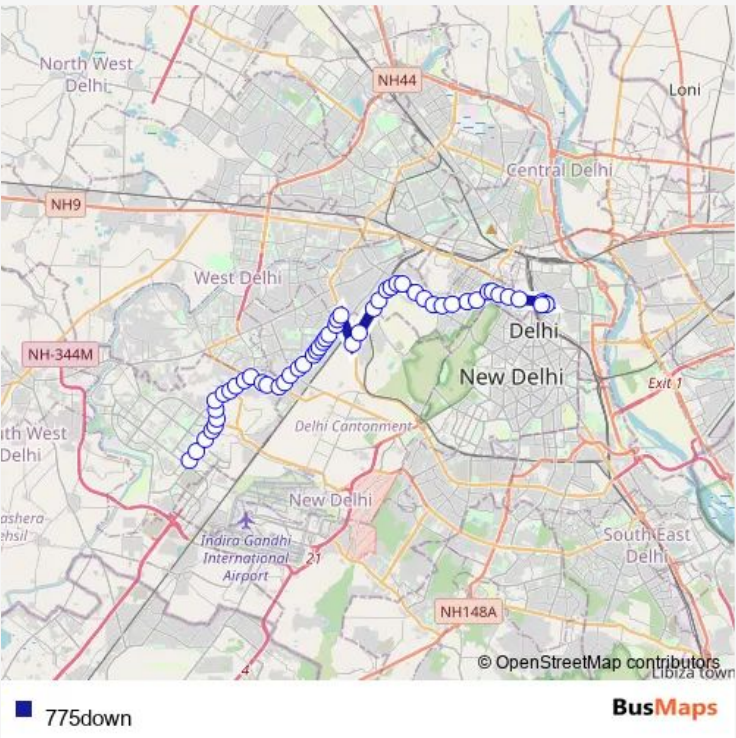 North West
Delhi
NH44
Loni
Central Delhi
NH9
West Delhi
Delhi
NH-344M
New Delhi
Exit 1
Delhi Cantonment
uth West
Delhi
New Delhi
ashera
ehsil
Indira Gandhi
International
Airport
21
South East
Delhi
NH148A
4
© OpenStreetMap contributors
Libiza town
775down
BusMaps